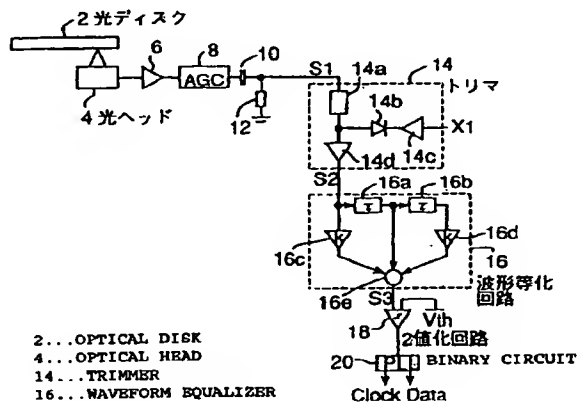 2 光ディスク
6
8
10
AGC
4 光ヘッド
12
S1
14
14a
トリマ
14b
X1
14c
14d
S2
16a
16b
τ
τ
K
K
16c
16d
16
16e
波形等化
回路
S3
18
Vth
2値化回路
20
BINARY CIRCUIT
Clock Data
2...OPTICAL DISK
4...OPTICAL HEAD
14...TRIMMER
16...WAVEFORM EQUALIZER